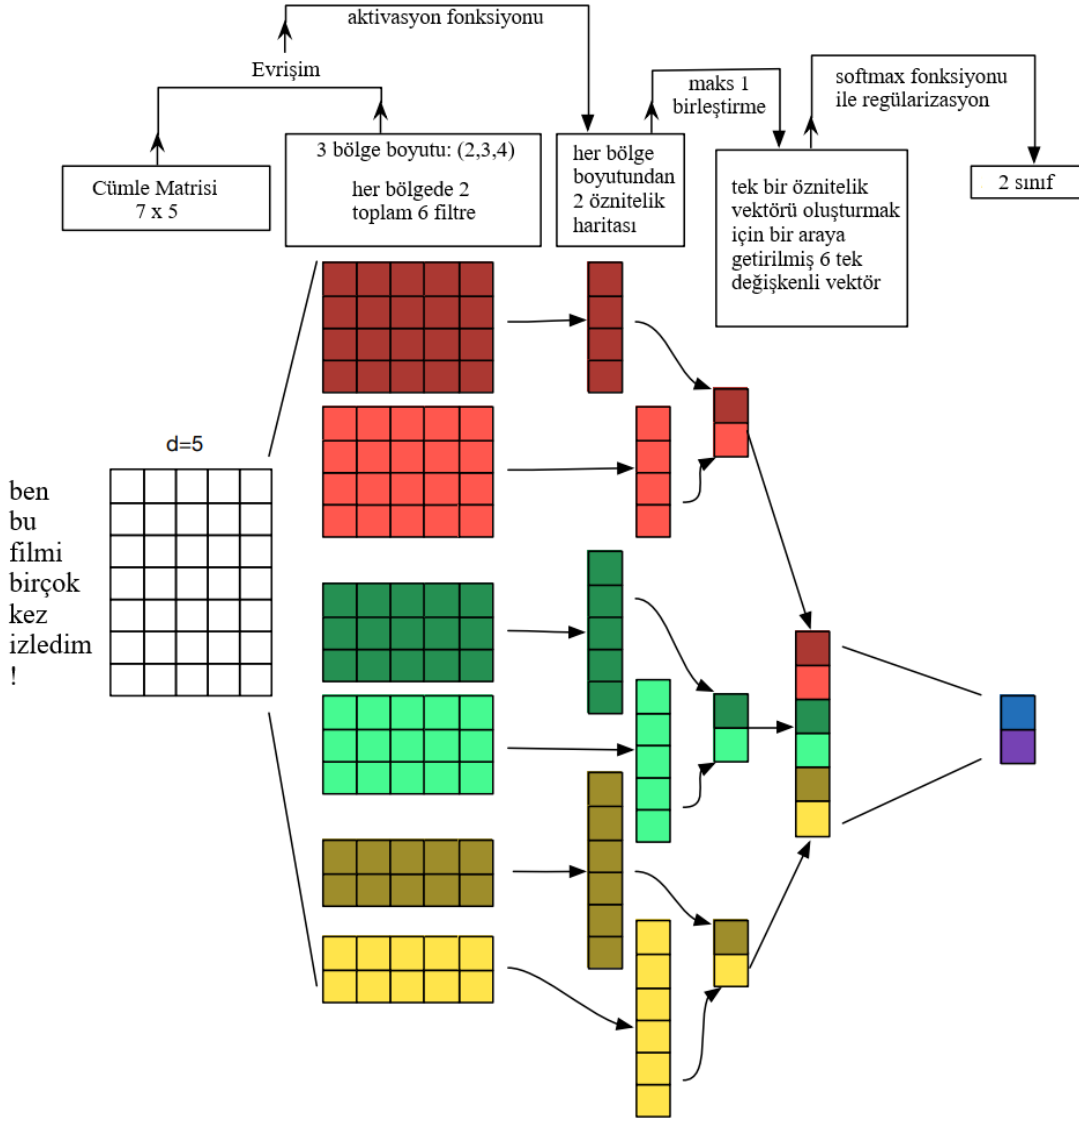 aktivasyon fonksiyonu
Evrişim
maks 1
birleştirme
softmax fonksiyonu
ile regülarizasyon
Cümle Matrisi
7 x 5
3 bölge boyutu: (2,3,4)
her bölgede 2
toplam 6 filtre
her bölge
boyutundan
2 öznitelik
haritası
tek bir öznitelik
vektörü oluşturmak
için bir araya
getirilmiş 6 tek
değişkenli vektör
2 sınıf
d=5
ben
bu
filmi
birçok
kez
izledim
!